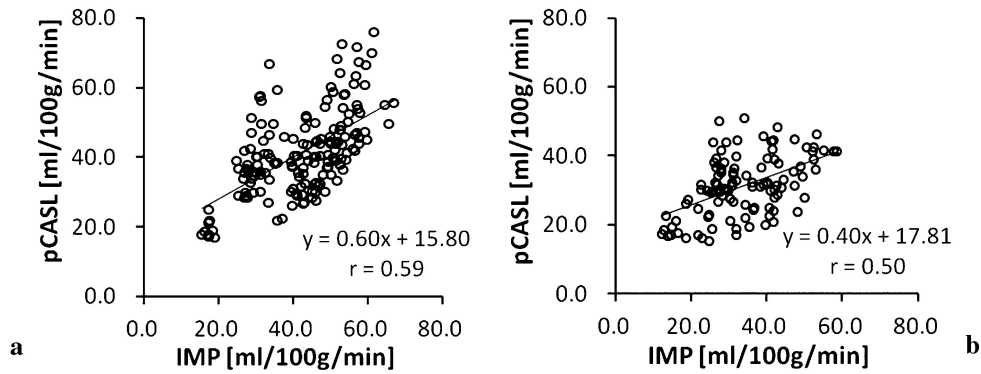 80.0
60.0
40.0
20.0
0.0
pCASL [ml/100g/min]
y = 0.60x + 15.80
r = 0.59
0.0 20.0 40.0 60.0 80.0
IMP [ml/100g/min]
a
80.0
60.0
40.0
20.0
0.0
pCASL [ml/100g/min]
y = 0.40x + 17.81
r = 0.50
0.0 20.0 40.0 60.0 80.0
IMP [ml/100g/min]
b